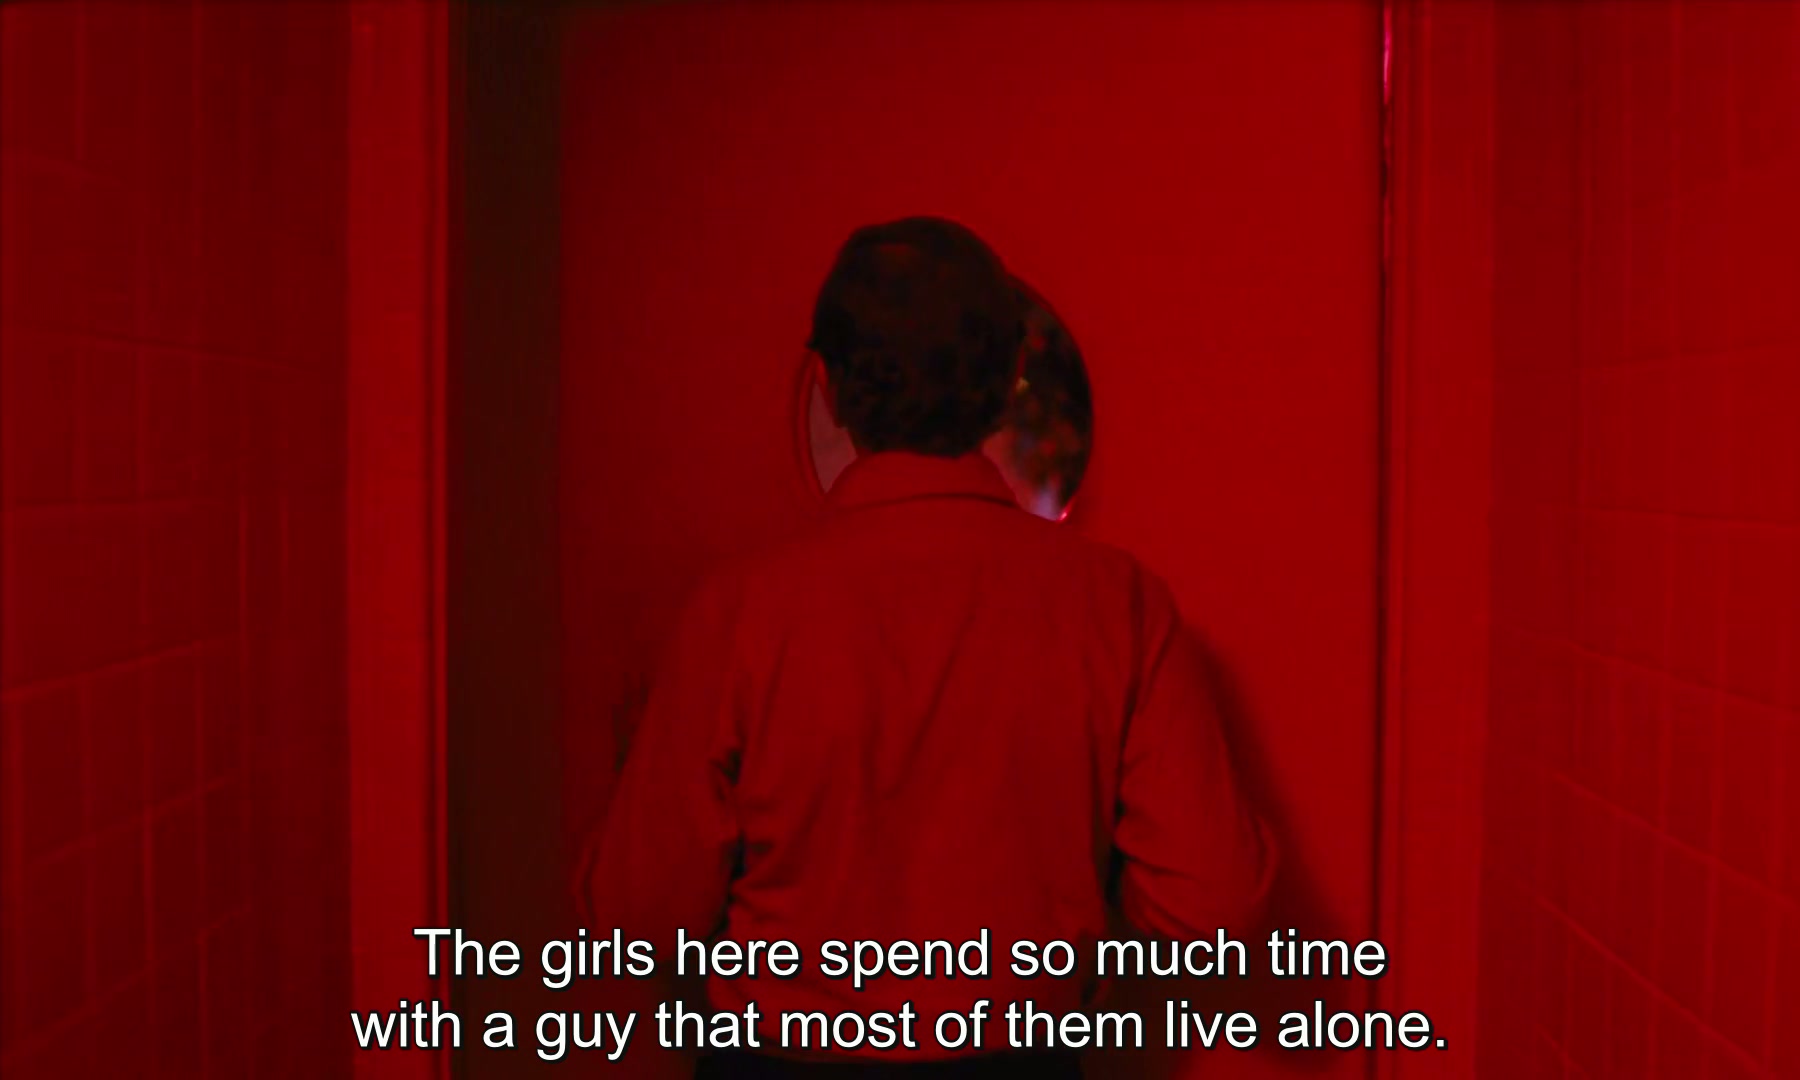 The girls here spend so much time
with a guy that most of them live alone.